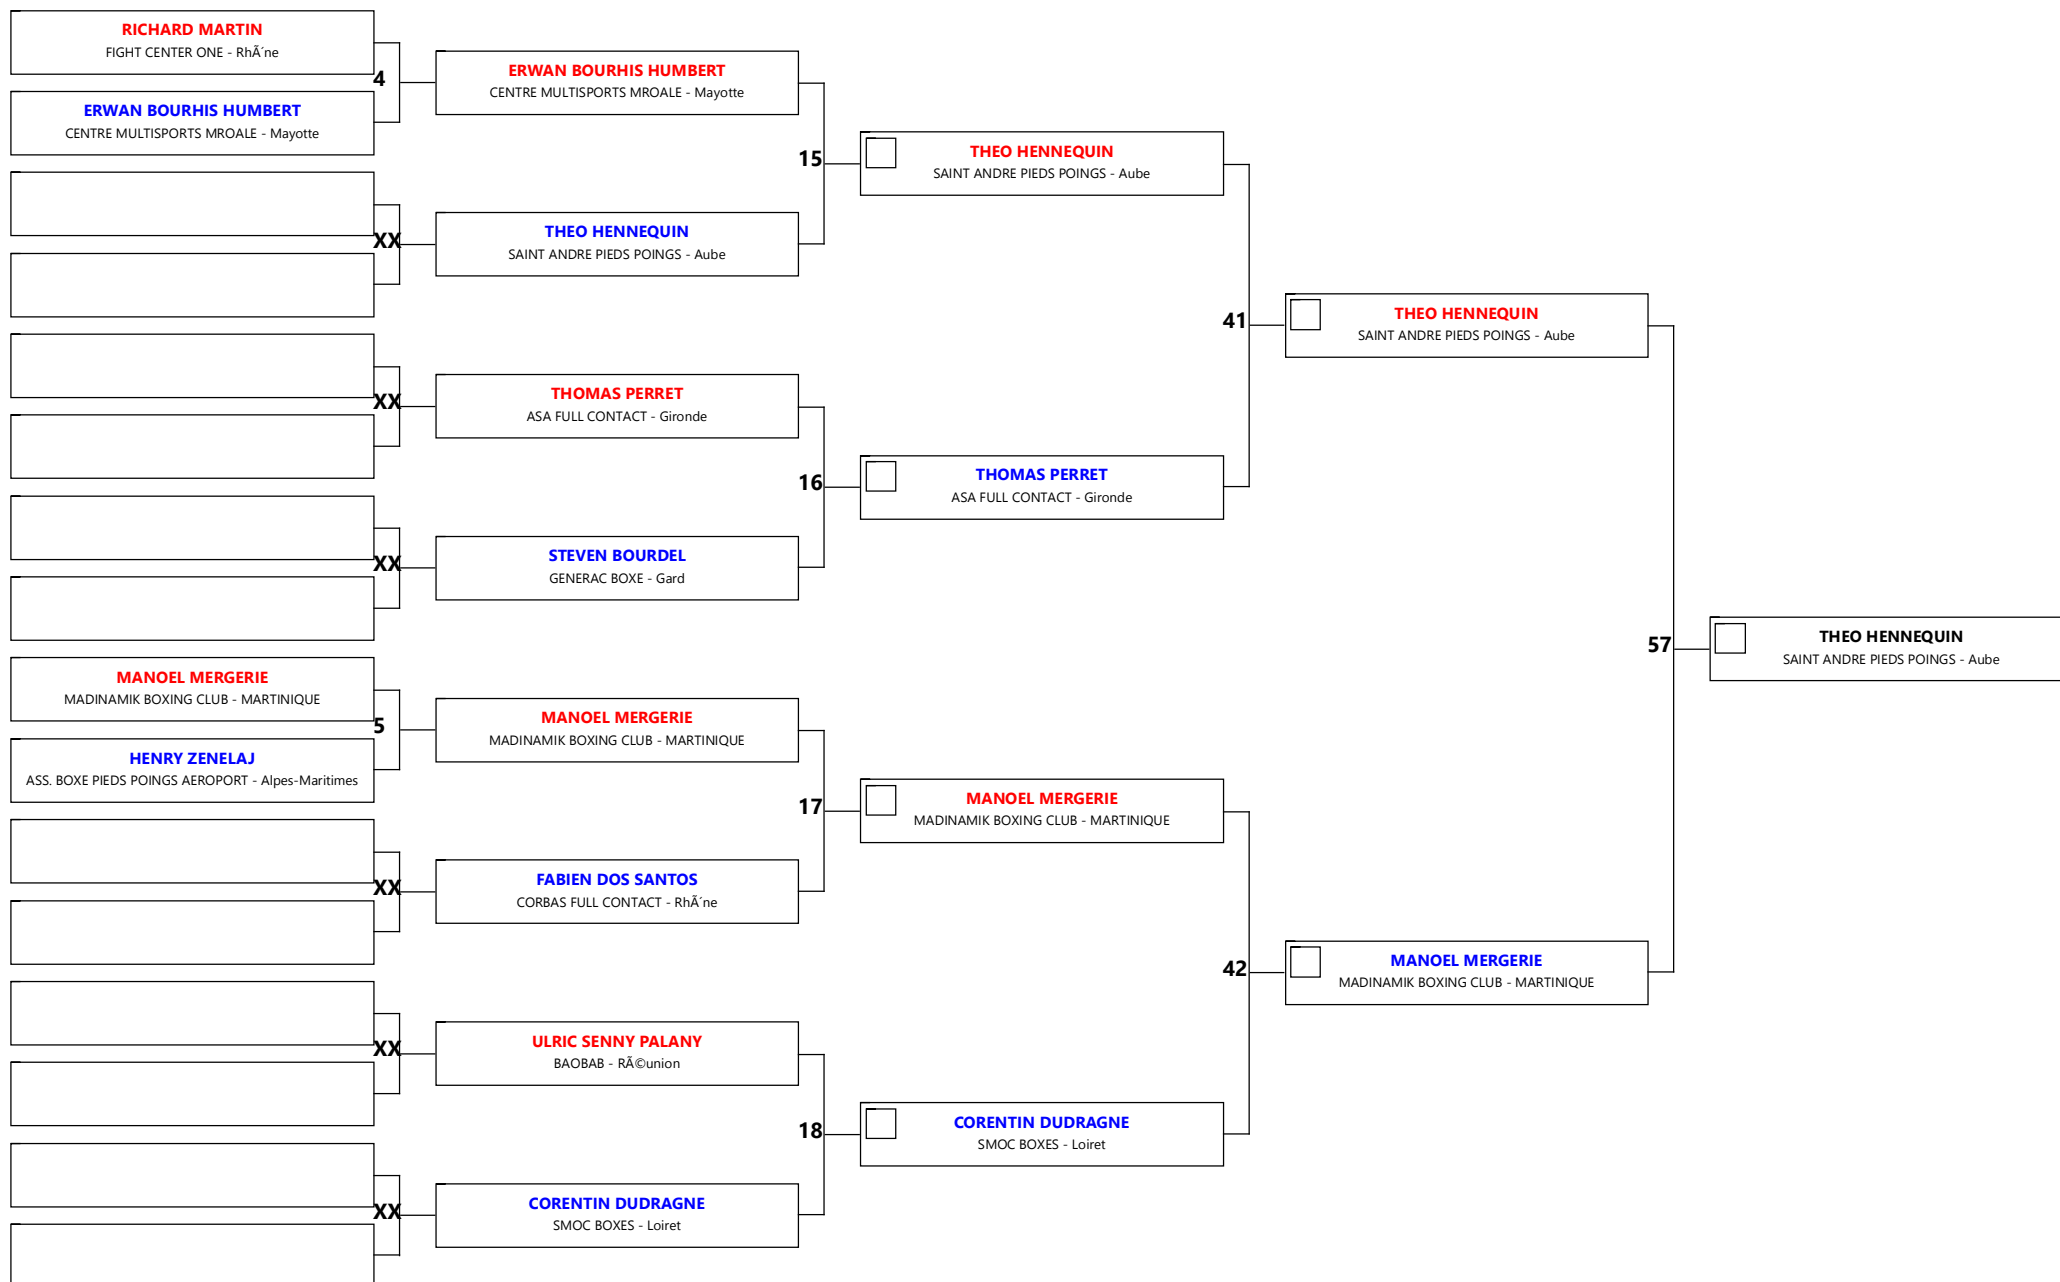 RICHARD MARTIN
FIGHT CENTER ONE - RhÃ´ne
4
ERWAN BOURHIS HUMBERT
CENTRE MULTISPORTS MROALE - Mayotte
XX
XX
XX
MANOEL MERGERIE
MADINAMIK BOXING CLUB - MARTINIQUE
5
HENRY ZENELAJ
ASS. BOXE PIEDS POINGS AEROPORT - Alpes-Maritimes
XX
XX
XX
ERWAN BOURHIS HUMBERT
CENTRE MULTISPORTS MROALE - Mayotte
15
THEO HENNEQUIN
SAINT ANDRE PIEDS POINGS - Aube
THOMAS PERRET
ASA FULL CONTACT - Gironde
16
STEVEN BOURDEL
GENERAC BOXE - Gard
MANOEL MERGERIE
MADINAMIK BOXING CLUB - MARTINIQUE
17
FABIEN DOS SANTOS
CORBAS FULL CONTACT - RhÃ´ne
ULRIC SENNY PALANY
BAOBAB - RÃ©union
18
CORENTIN DUDRAGNE
SMOC BOXES - Loiret
THEO HENNEQUIN
SAINT ANDRE PIEDS POINGS - Aube
41
THOMAS PERRET
ASA FULL CONTACT - Gironde
MANOEL MERGERIE
MADINAMIK BOXING CLUB - MARTINIQUE
42
CORENTIN DUDRAGNE
SMOC BOXES - Loiret
THEO HENNEQUIN
SAINT ANDRE PIEDS POINGS - Aube
57
MANOEL MERGERIE
MADINAMIK BOXING CLUB - MARTINIQUE
THEO HENNEQUIN
SAINT ANDRE PIEDS POINGS - Aube